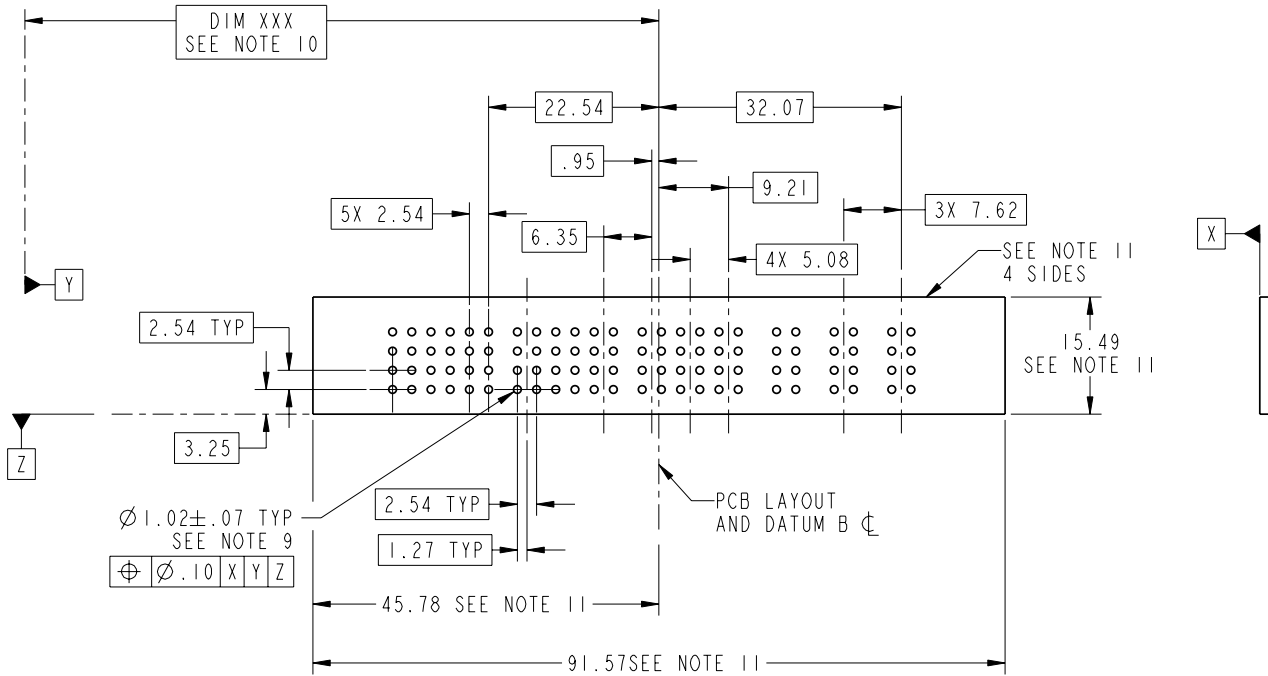 DIM XXX
SEE NOTE 10
22.54
32.07
.95
9.21
5X 2.54
3X 7.62
6.35
4X 5.08
X
SEE NOTE 11
4 SIDES
Y
2.54 TYP
15.49
SEE NOTE 11
3.25
Z
2.54 TYP
PCB LAYOUT
AND DATUM B ℄
Ø1.02±.07 TYP
SEE NOTE 9
1.27 TYP
⌖ Ø.10 X Y Z
45.78 SEE NOTE 11
91.57SEE NOTE 11